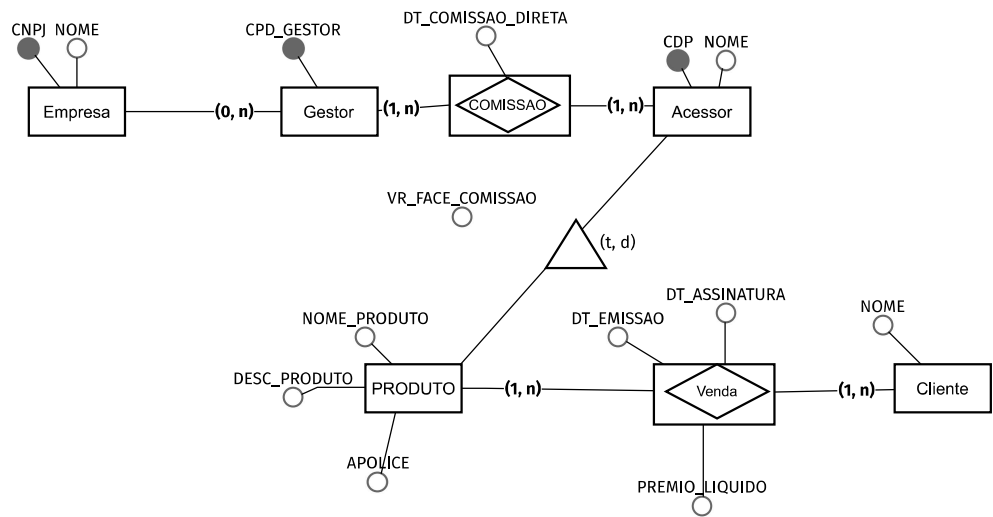 DT_COMISSAO_DIRETA
CNPJ NOME
CPD_GESTOR
CDP NOME
Empresa
(0, n)
Gestor
(1, n)
COMISSAO
(1, n)
Acessor
VR_FACE_COMISSAO
(t, d)
DT_ASSINATURA
NOME_PRODUTO
DT_EMISSAO
NOME
DESC_PRODUTO
PRODUTO
(1, n)
Venda
(1, n)
Cliente
APOLICE
PREMIO_LIQUIDO